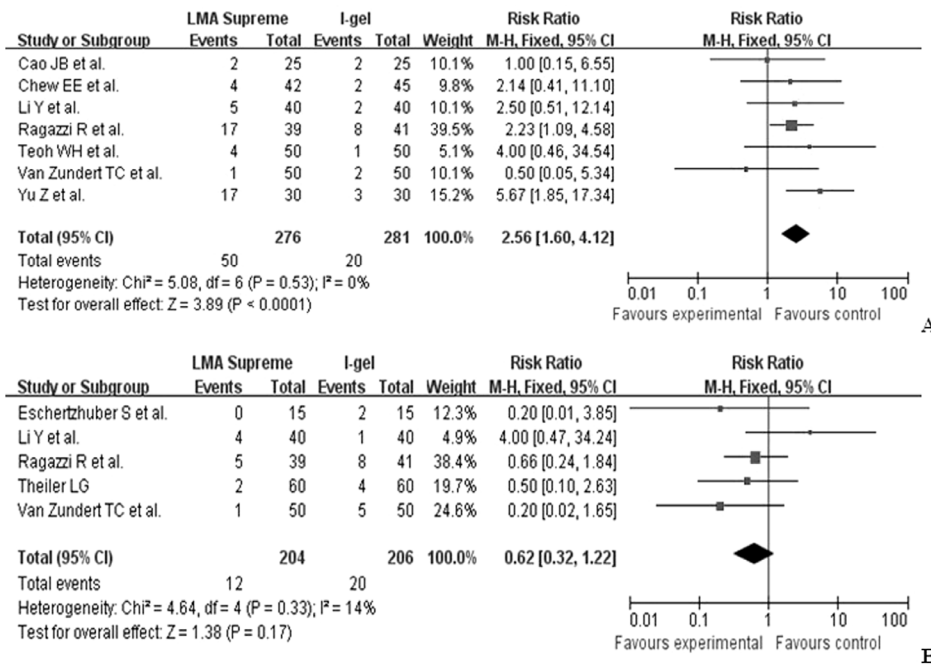 LMA Supreme I-gel Risk Ratio Risk Ratio
Study or Subgroup Events Total Events Total Weight M-H, Fixed, 95% CI M-H, Fixed, 95% CI
Cao JB et al. 2 25 2 25 10.1% 1.00 [0.15, 6.55]
Chew EE et al. 4 42 2 45 9.8% 2.14 [0.41, 11.10]
Li Y et al. 5 40 2 40 10.1% 2.50 [0.51, 12.14]
Ragazzi R et al. 17 39 8 41 39.5% 2.23 [1.09, 4.58]
Teoh WH et al. 4 50 1 50 5.1% 4.00 [0.46, 34.54]
Van Zundert TC et al. 1 50 2 50 10.1% 0.50 [0.05, 5.34]
Yu Z et al. 17 30 3 30 15.2% 5.67 [1.85, 17.34]
Total (95% CI) 276 281 100.0% 2.56 [1.60, 4.12]
Total events 50 20
Heterogeneity: Chi² = 5.08, df = 6 (P = 0.53); I² = 0%
Test for overall effect: Z = 3.89 (P < 0.0001)
0.01 0.1 1 10 100
Favours experimental Favours control
A
LMA Supreme I-gel Risk Ratio Risk Ratio
Study or Subgroup Events Total Events Total Weight M-H, Fixed, 95% CI M-H, Fixed, 95% CI
Eschertzhuber S et al. 0 15 2 15 12.3% 0.20 [0.01, 3.85]
Li Y et al. 4 40 1 40 4.9% 4.00 [0.47, 34.24]
Ragazzi R et al. 5 39 8 41 38.4% 0.66 [0.24, 1.84]
Theiler LG 2 60 4 60 19.7% 0.50 [0.10, 2.63]
Van Zundert TC et al. 1 50 5 50 24.6% 0.20 [0.02, 1.65]
Total (95% CI) 204 206 100.0% 0.62 [0.32, 1.22]
Total events 12 20
Heterogeneity: Chi² = 4.64, df = 4 (P = 0.33); I² = 14%
Test for overall effect: Z = 1.38 (P = 0.17)
0.01 0.1 1 10 100
Favours experimental Favours control
B